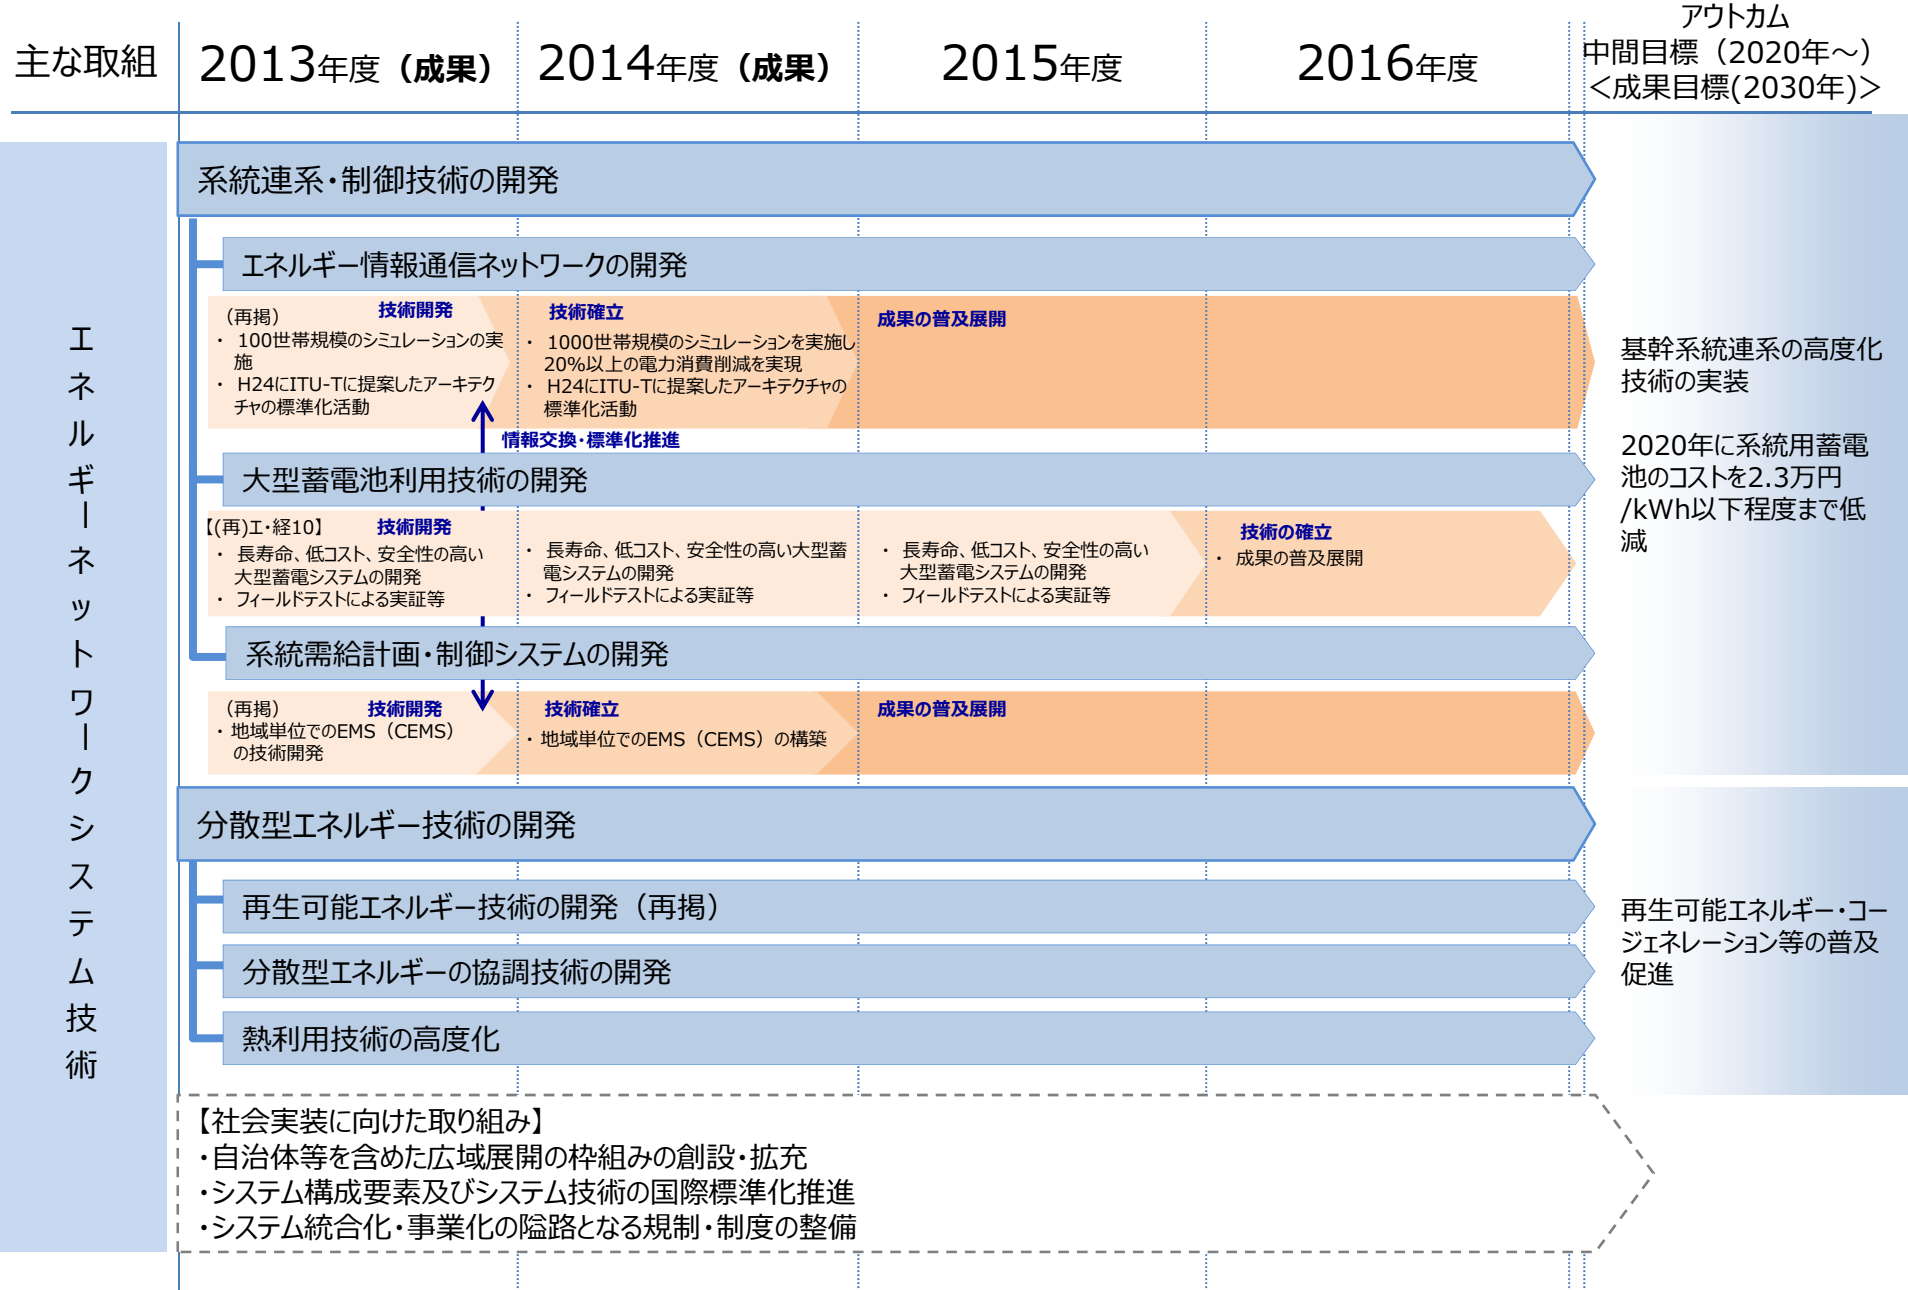 主な取組
2013年度（成果）
2014年度（成果）
2015年度
2016年度
アウトカム
中間目標（2020年～）
＜成果目標(2030年)＞
エネルギーネットワークシステム技術
系統連系・制御技術の開発
エネルギー情報通信ネットワークの開発
（再掲）
技術開発
・ 100世帯規模のシミュレーションの実
施
・ H24にITU-Tに提案したアーキテク
チャの標準化活動
技術確立
・ 1000世帯規模のシミュレーションを実施し
20%以上の電力消費削減を実現
・ H24にITU-Tに提案したアーキテクチャの
標準化活動
成果の普及展開
情報交換・標準化推進
大型蓄電池利用技術の開発
【(再)エ・経10】
技術開発
・ 長寿命、低コスト、安全性の高い
大型蓄電システムの開発
・ フィールドテストによる実証等
・ 長寿命、低コスト、安全性の高い大型蓄
電システムの開発
・ フィールドテストによる実証等
・ 長寿命、低コスト、安全性の高い
大型蓄電システムの開発
・ フィールドテストによる実証等
技術の確立
・ 成果の普及展開
系統需給計画・制御システムの開発
（再掲）
技術開発
・ 地域単位でのEMS（CEMS）
の技術開発
技術確立
・ 地域単位でのEMS（CEMS）の構築
成果の普及展開
基幹系統連系の高度化
技術の実装
2020年に系統用蓄電
池のコストを2.3万円
/kWh以下程度まで低
減
分散型エネルギー技術の開発
再生可能エネルギー技術の開発（再掲）
分散型エネルギーの協調技術の開発
熱利用技術の高度化
再生可能エネルギー・コー
ジェネレーション等の普及
促進
【社会実装に向けた取り組み】
・自治体等を含めた広域展開の枠組みの創設・拡充
・システム構成要素及びシステム技術の国際標準化推進
・システム統合化・事業化の隘路となる規制・制度の整備